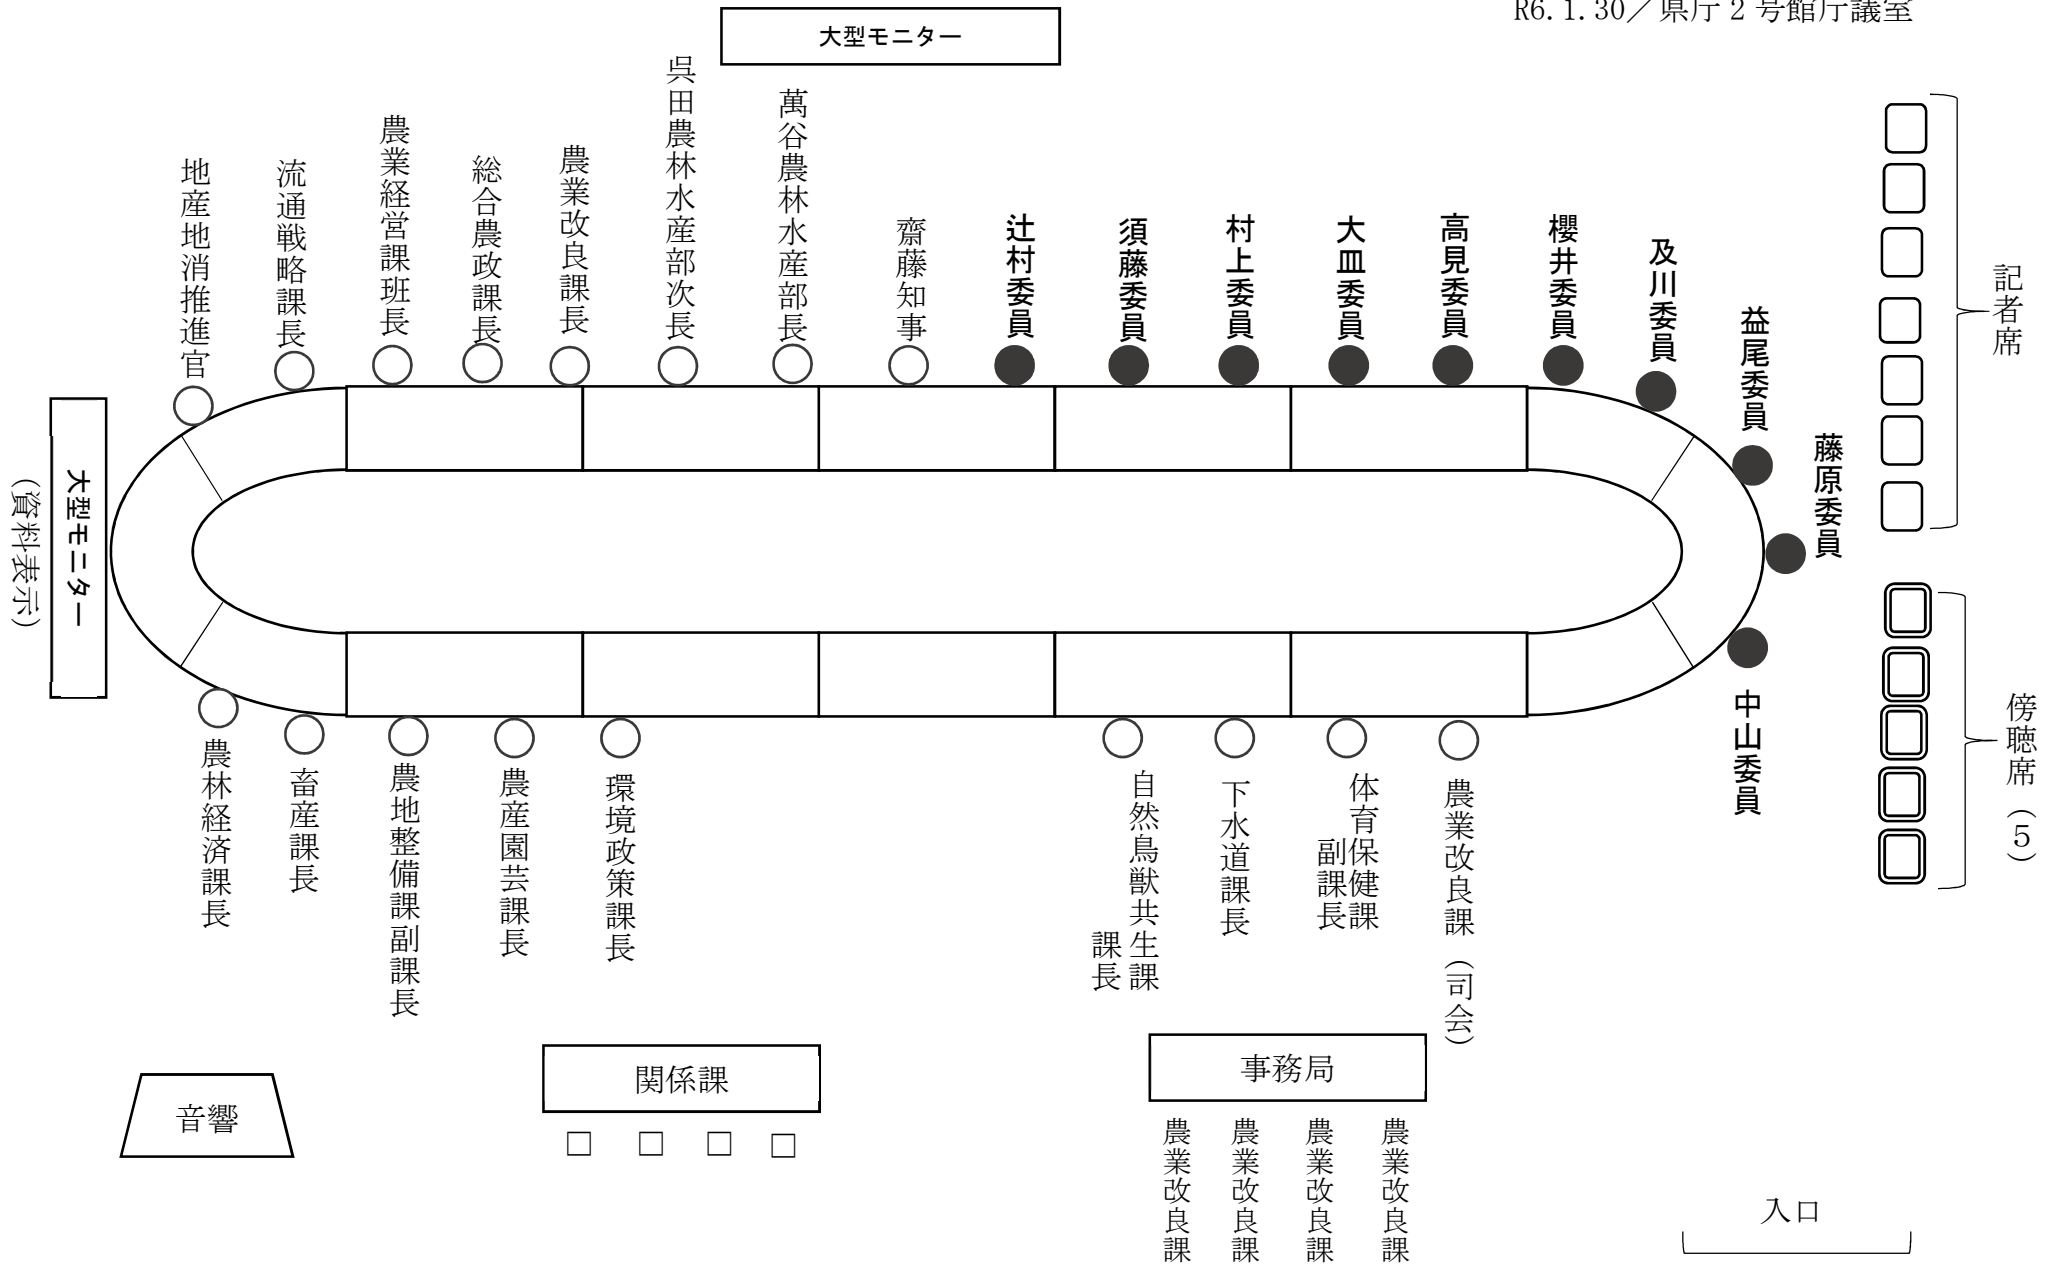 R6.1.30／県庁2号館庁議室
大型モニター
地産地消推進官
流通戦略課長
農業経営課班長
総合農政課長
農業改良課長
呉田農林水産部次長
萬谷農林水産部長
齋藤知事
辻村委員
須藤委員
村上委員
大皿委員
高見委員
櫻井委員
及川委員
益尾委員
藤原委員
中山委員
記者席
傍聴席（5）
大型モニター
（資料表示）
農林経済課長
畜産課長
農地整備課副課長
農産園芸課長
環境政策課長
自然鳥獣共生課
課長
下水道課長
体育保健課
副課長
農業改良課（司会）
音響
関係課
事務局
農業改良課
農業改良課
農業改良課
農業改良課
入口